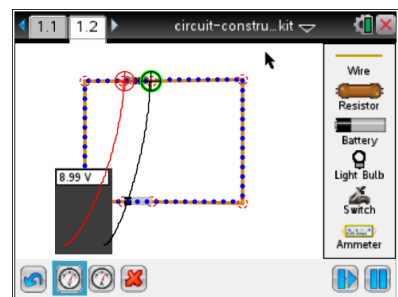 1.1 1.2 circuit-constru...kit
Wire
Resistor
Battery
8.99 V
Light Bulb
Switch
Ammeter